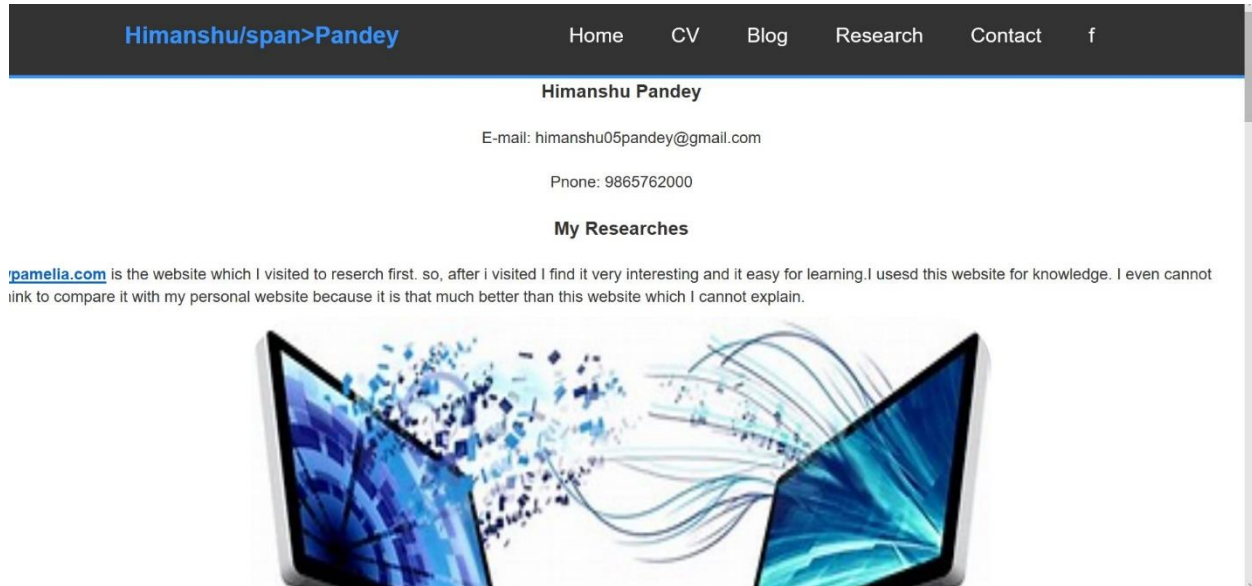 Himanshu/span>Pandey Home CV Blog Research Contact f
Himanshu Pandey
E-mail: himanshu05pandey@gmail.com
Pnone: 9865762000
My Researches
pamelia.com is the website which I visited to reserch first. so, after i visited I find it very interesting and it easy for learning.I usesd this website for knowledge. I even cannot
ink to compare it with my personal website because it is that much better than this website which I cannot explain.